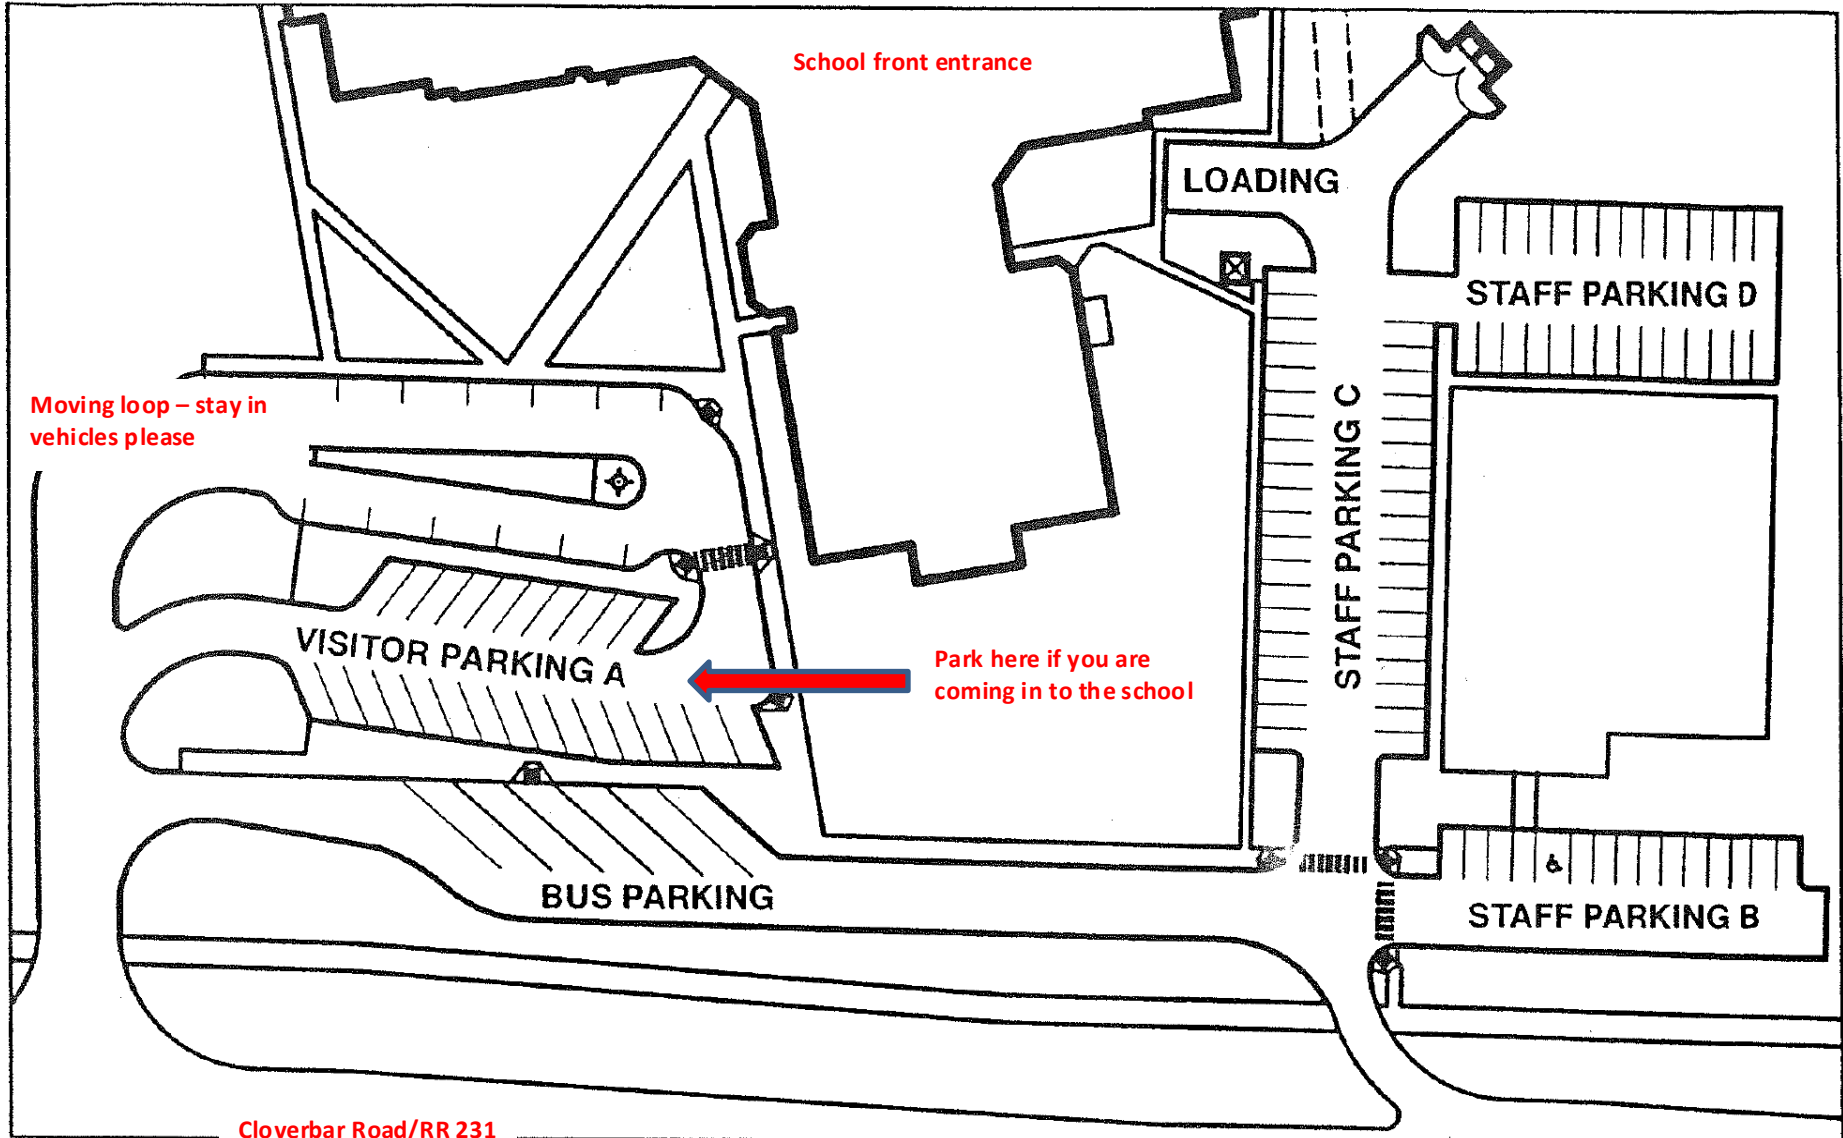 School front entrance
LOADING
STAFF PARKING D
Moving loop – stay in
vehicles please
STAFF PARKING C
VISITOR PARKING A
Park here if you are
coming in to the school
BUS PARKING
STAFF PARKING B
Cloverbar Road/RR 231